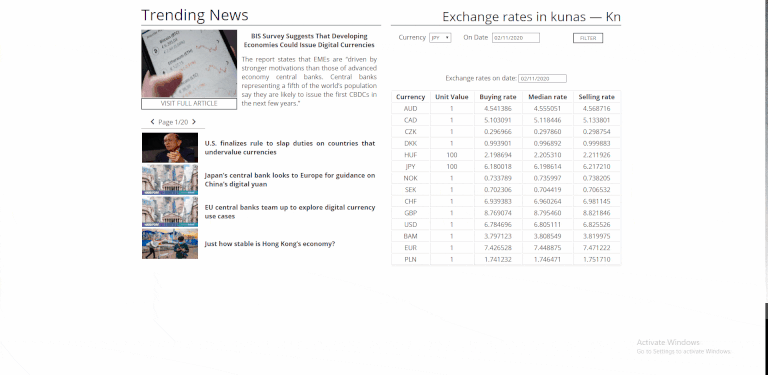 Trending News
BIS Survey Suggests That Developing
Economies Could Issue Digital Currencies
The report states that EMEs are "driven by
stronger motivations than those of advanced
economy central banks. Central banks
representing a fifth of the world's population
say they are likely to issue the first CBDCs in
the next few years."
VISIT FULL ARTICLE
Page 1/20
U.S. finalizes rule to slap duties on countries that
undervalue currencies
Japan's central bank looks to Europe for guidance on
China's digital yuan
EU central banks team up to explore digital currency
use cases
Just how stable is Hong Kong's economy?
Exchange rates in kunas — Kn
Currency JPY On Date 02/11/2020 FILTER
Exchange rates on date: 02/11/2020
Currency Unit Value Buying rate Median rate Selling rate
AUD 1 4.541386 4.555051 4.568716
CAD 1 5.103091 5.118446 5.133801
CZK 1 0.296966 0.297860 0.298754
DKK 1 0.993901 0.996892 0.999883
HUF 100 2.198694 2.205310 2.211926
JPY 100 6.180018 6.198614 6.217210
NOK 1 0.733789 0.735997 0.738205
SEK 1 0.702306 0.704419 0.706532
CHF 1 6.939383 6.960264 6.981145
GBP 1 8.769074 8.795460 8.821846
USD 1 6.784696 6.805111 6.825526
BAM 1 3.797123 3.808549 3.819975
EUR 1 7.426528 7.448875 7.471222
PLN 1 1.741232 1.746471 1.751710
Activate Windows
Go to Settings to activate Windows.